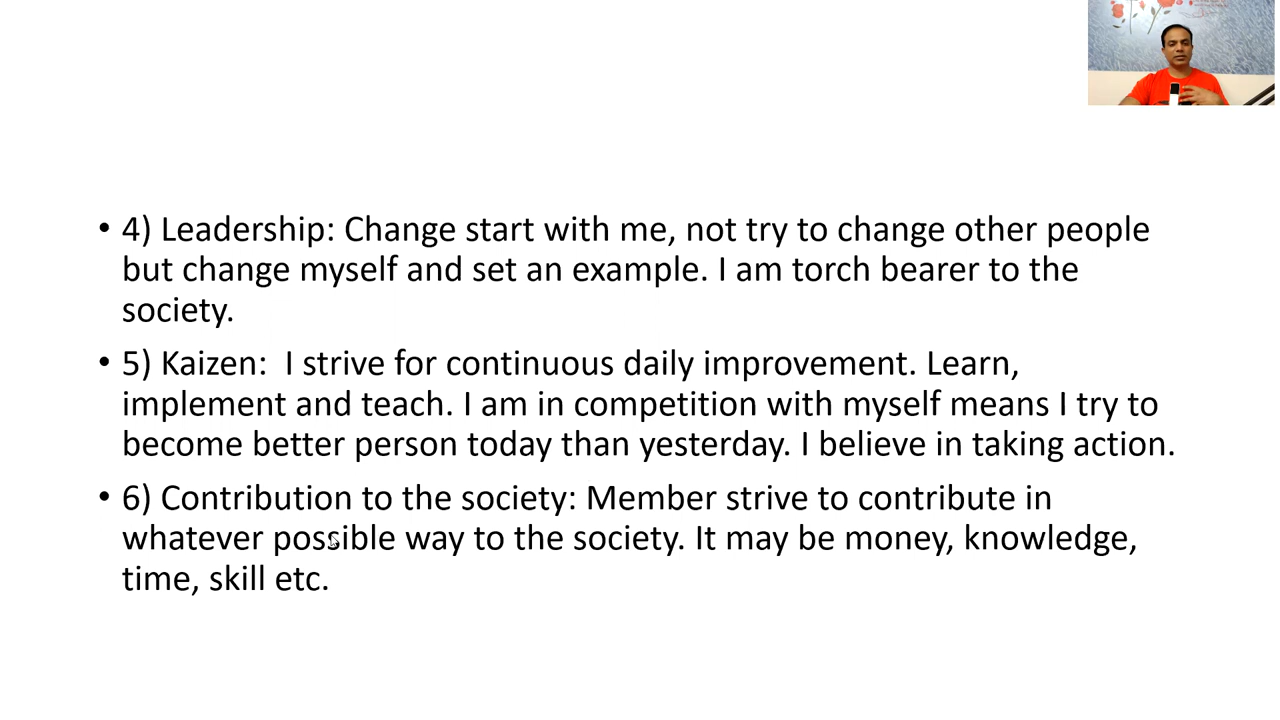 • 4) Leadership: Change start with me, not try to change other people
but change myself and set an example. I am torch bearer to the
society.
• 5) Kaizen:  I strive for continuous daily improvement. Learn,
implement and teach. I am in competition with myself means I try to
become better person today than yesterday. I believe in taking action.
• 6) Contribution to the society: Member strive to contribute in
whatever possible way to the society. It may be money, knowledge,
time, skill etc.